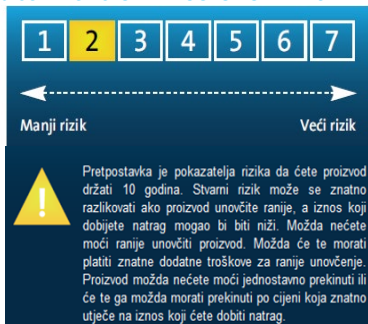 1 2 3 4 5 6 7
Manji rizik Veći rizik
Pretpostavka je pokazatelja rizika da ćete proizvod
držati 10 godina. Stvarni rizik može se znatno
razlikovati ako proizvod unovčite ranije, a iznos koji
dobijete natrag mogao bi biti niži. Možda nećete
moći ranije unovčiti proizvod. Možda će te morati
platiti znatne dodatne troškove za ranije unovčenje.
Proizvod možda nećete moći jednostavno prekinuti ili
će te ga možda morati prekinuti po cijeni koja znatno
utječe na iznos koji ćete dobiti natrag.